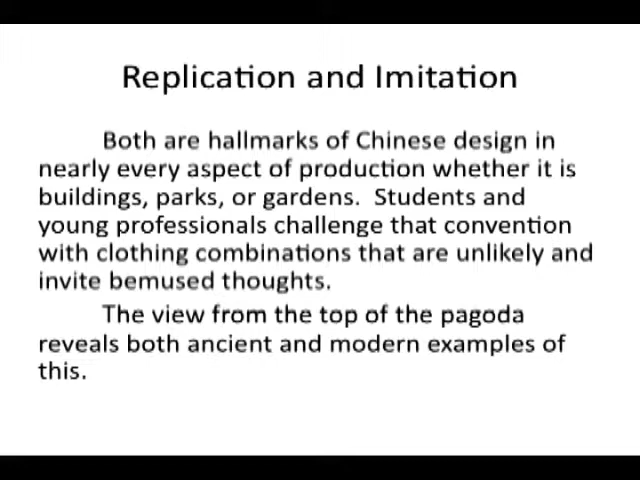 Replication and Imitation
Both are hallmarks of Chinese design in
nearly every aspect of production whether it is
buildings, parks, or gardens.  Students and
young professionals challenge that convention
with clothing combinations that are unlikely and
invite bemused thoughts.
The view from the top of the pagoda
reveals both ancient and modern examples of
this.